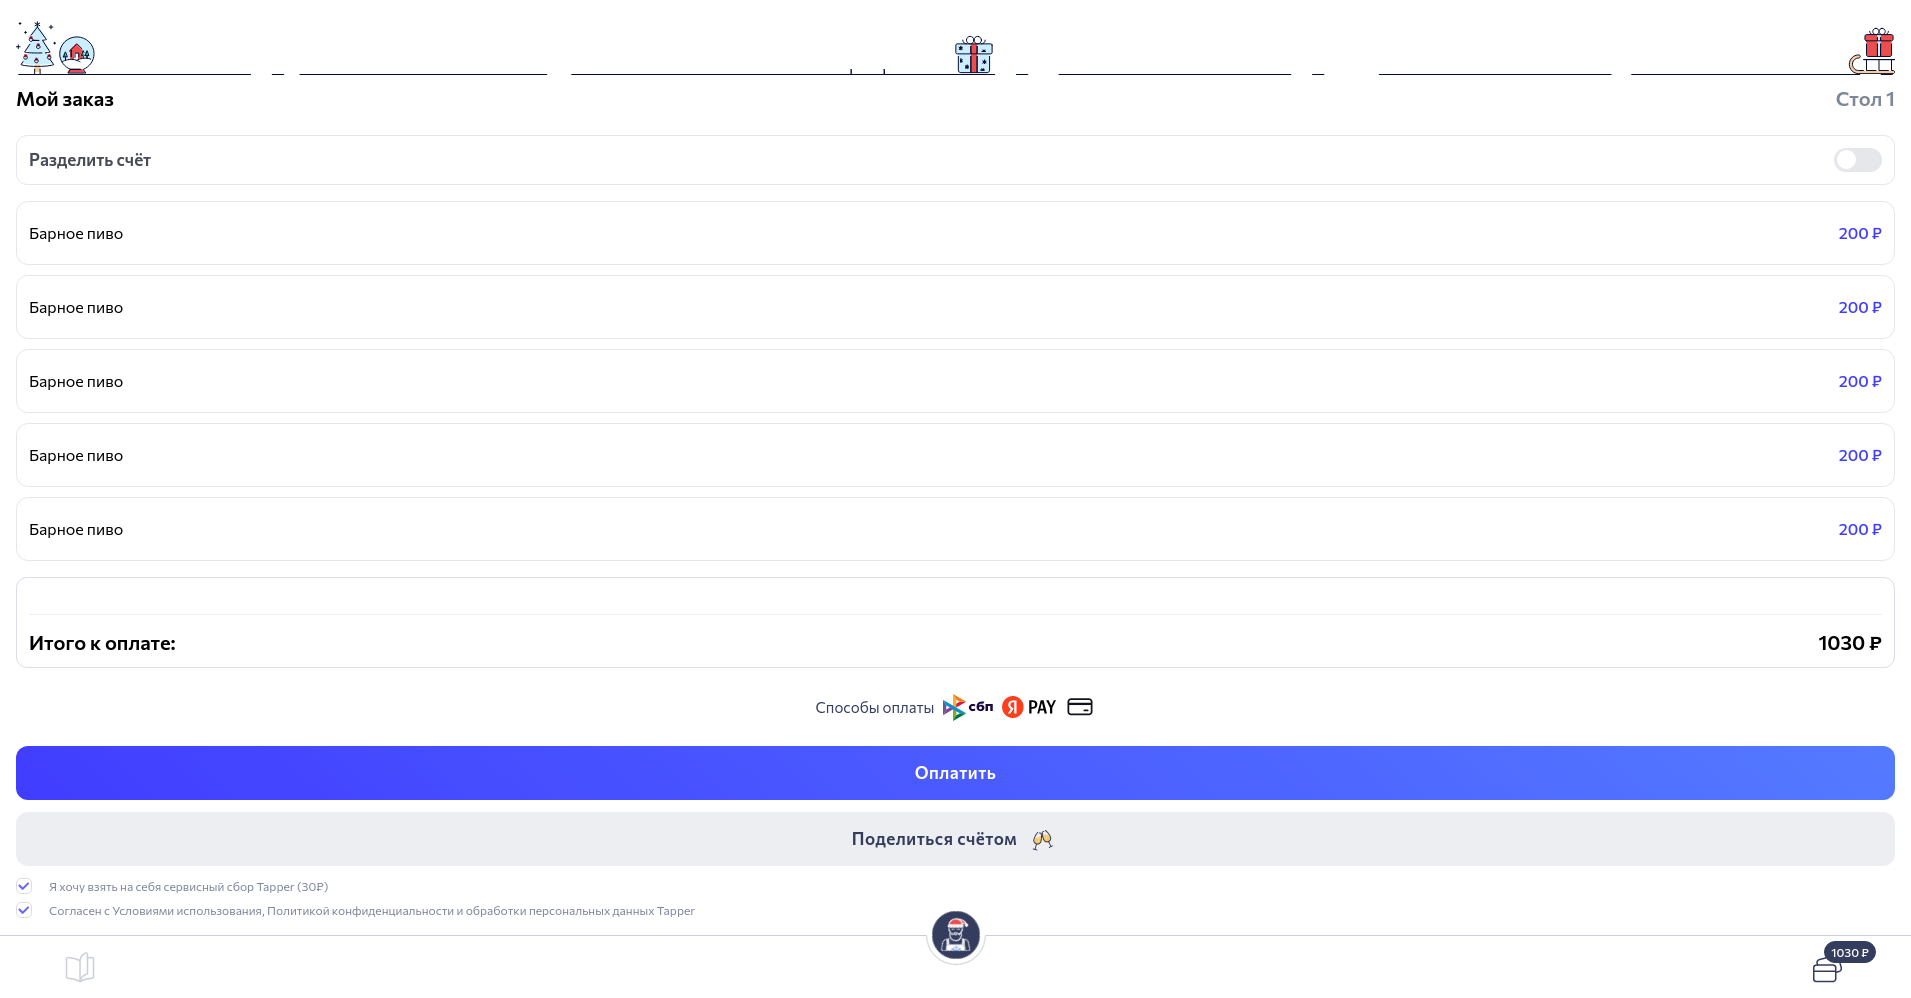 Мой заказ
Стол 1
Разделить счёт
Барное пиво
200 ₽
Барное пиво
200 ₽
Барное пиво
200 ₽
Барное пиво
200 ₽
Барное пиво
200 ₽
Итого к оплате:
1030 ₽
Способы оплаты сбп Я PAY
Оплатить
Поделиться счётом
Я хочу взять на себя сервисный сбор Tapper (30₽)
Согласен с Условиями использования, Политикой конфиденциальности и обработки персональных данных Tapper
1030 ₽